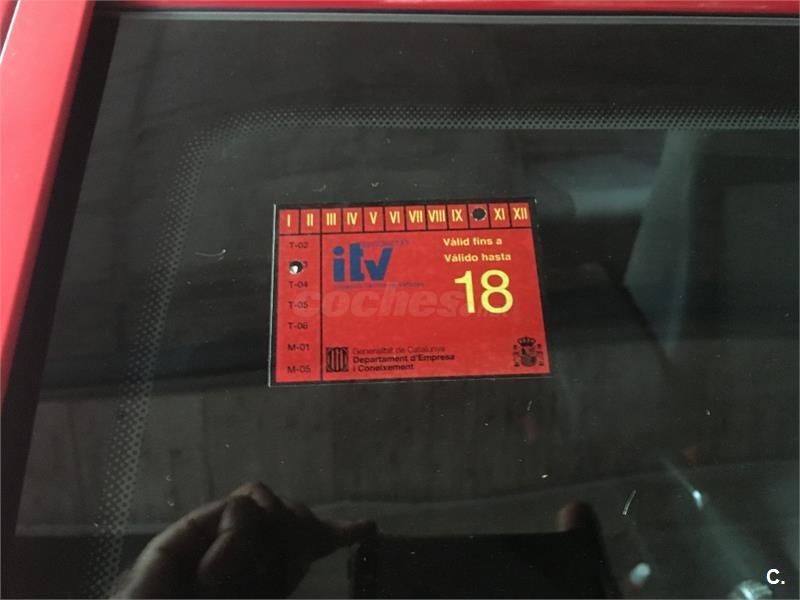 I II III IV V VI VII VIII IX XI XII
T-02
T-04
T-05
T-06
M-01
M-05
itv
Vàlid fins a
Válido hasta
18
coches
Generalitat de Catalunya
Departament d'Empresa
i Coneixement
C.